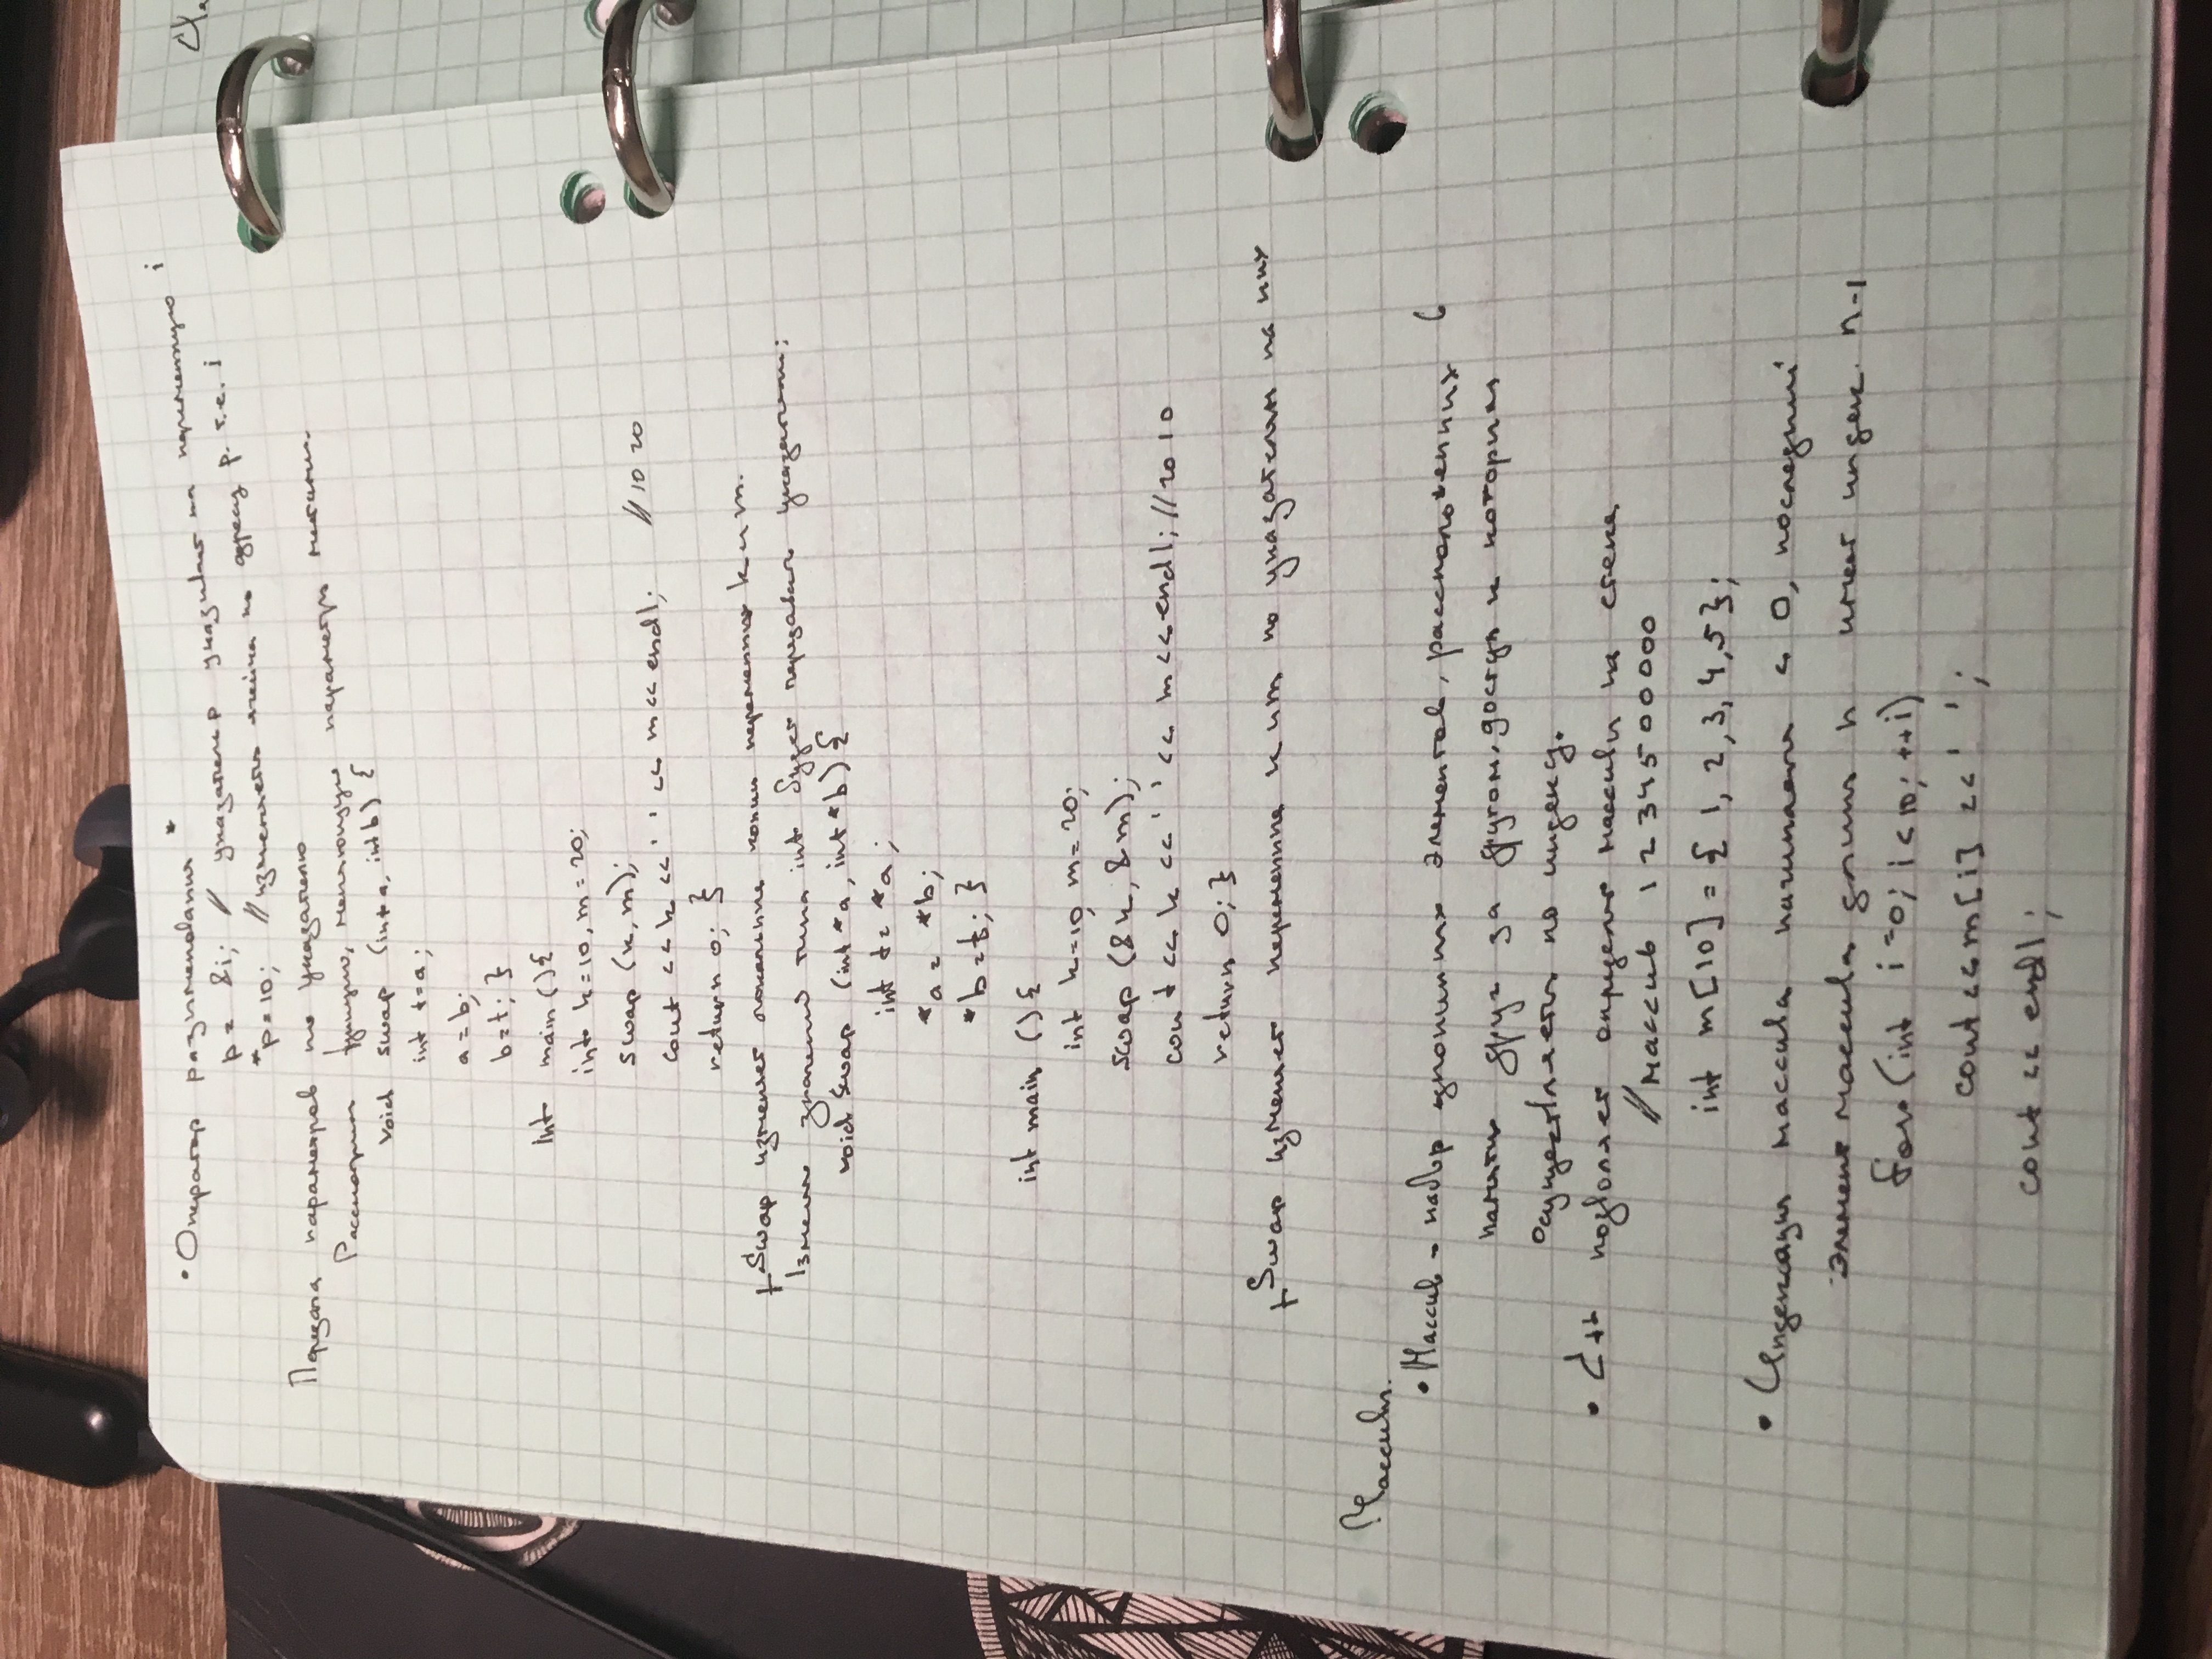 • Оператор разыменования *
p = &i; // указатель p указывает на переменную i
*p = 10; // изменяется ячейка по адресу p. т.е. i
Передача параметров по указателю
Рассмотрим функцию, меняющую параметры местами.
void swap (int a, int b) {
int t=a;
a = b;
b=t; }
Int main () {
int k=10, m = 20;
swap (k, m);
cout << k << ' ' << m << endl; // 10 20
return 0; }
+ Swap изменяет локальные копии переменных k и m.
значений типа int будет передавать указатели;
void Swap (int *a, int *b) {
int t= *a;
*a = *b;
*b=t; }
int main () {
int k=10, m=20;
swap (&k, &m);
cout << k << ' ' << m << endl; // 20 10
return 0; }
+ Swap изменяет переменные k и m по указателям на них
Массивы.
• Массив - набор элементов, рассположенных в
памяти друг за другом, доступ к которым
осуществляется по индексу.
• C++ позволяет определят массивы на стеке
// массив 1 2 3 4 5 0 0 0 0 0
int m[10] = { 1, 2, 3, 4, 5 };
• Индексация массива начинается с 0, последний
элемент массива длины n имеет индекс n-1
for (int i=0; i<10; ++i)
cout << m[i] << ' ';
cout << endl;